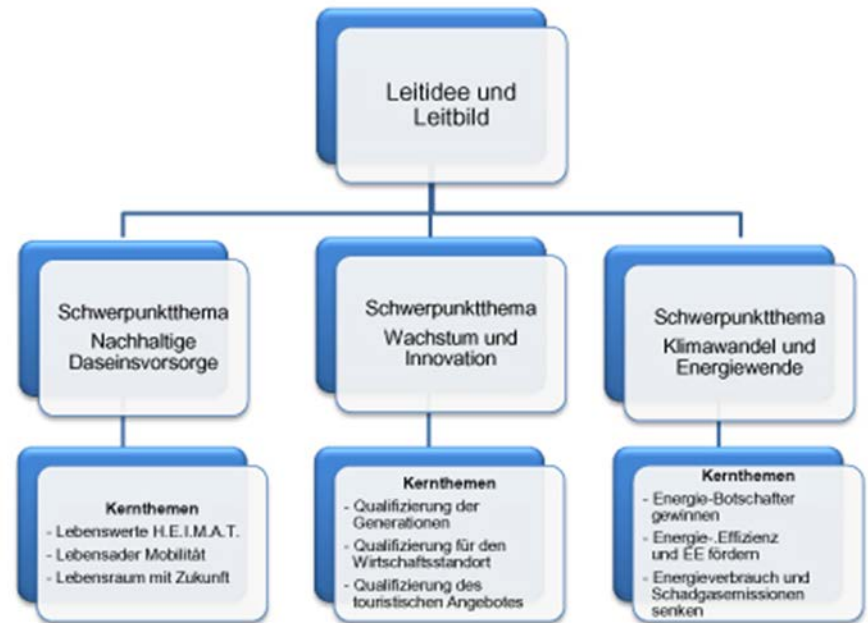 Leitidee und
Leitbild
Schwerpunktthema
Nachhaltige
Daseinsvorsorge
Schwerpunktthema
Wachstum und
Innovation
Schwerpunktthema
Klimawandel und
Energiewende
Kernthemen
- Lebenswerte H.E.I.M.A.T.
- Lebensader Mobilität
- Lebensraum mit Zukunft
Kernthemen
- Qualifizierung der
Generationen
- Qualifizierung für den
Wirtschaftsstandort
- Qualifizierung des
touristischen Angebotes
Kernthemen
- Energie-Botschafter
gewinnen
- Energie-.Effizienz
und EE fördern
- Energieverbrauch und
Schadgasemissionen
senken